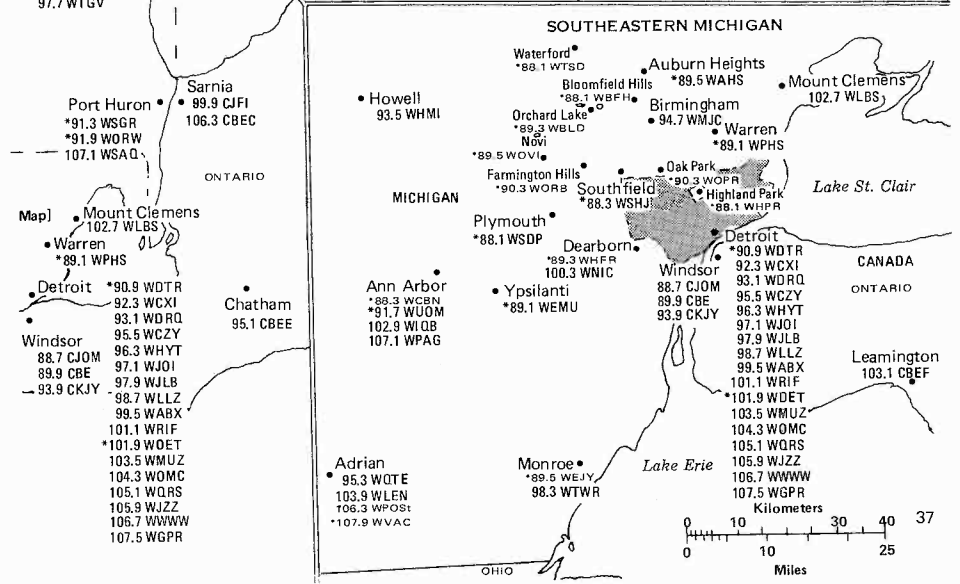 97.7 WTGV
Sarnia
99.9 CJFI
106.3 CBEC
Port Huron
*91.3 WSGR
*91.9 WORW
107.1 WSAQ
ONTARIO
Map]
Mount Clemens
102.7 WLBS
Warren
*89.1 WPHS
Detroit
*90.9 WDTR
92.3 WCXI
93.1 WDRQ
95.5 WCZY
96.3 WHYT
97.1 WJOI
97.9 WJLB
98.7 WLLZ
99.5 WABX
101.1 WRIF
*101.9 WOET
103.5 WMUZ
104.3 WOMC
105.1 WQRS
105.9 WJZZ
106.7 WWWW
107.5 WGPR
Windsor
88.7 CJOM
89.9 CBE
93.9 CKJY
Chatham
95.1 CBEE
SOUTHEASTERN MICHIGAN
Waterford
*88.1 WTSD
Auburn Heights
*89.5 WAHS
Bloomfield Hills
*88.1 WBFH
Mount Clemens
102.7 WLBS
Howell
93.5 WHMI
Orchard Lake
*89.3 WBLD
Birmingham
94.7 WMJC
Warren
*89.1 WPHS
Novi
*89.5 WOVI
Farmington Hills
*90.3 WORB
Oak Park
*90.3 WOPR
Southfield
*88.3 WSHJ
Highland Park
*88.1 WHPR
Lake St. Clair
MICHIGAN
Plymouth
*88.1 WSDP
Dearborn
*89.3 WHFR
100.3 WNIC
Detroit
*90.9 WDTR
92.3 WCXI
93.1 WDRQ
95.5 WCZY
96.3 WHYT
97.1 WJOI
97.9 WJLB
98.7 WLLZ
99.5 WABX
101.1 WRIF
*101.9 WDET
103.5 WMUZ
104.3 WOMC
105.1 WQRS
105.9 WJZZ
106.7 WWWW
107.5 WGPR
Windsor
88.7 CJOM
89.9 CBE
93.9 CKJY
CANADA
ONTARIO
Ann Arbor
*88.3 WCBN
*91.7 WUOM
102.9 WIQB
107.1 WPAG
Ypsilanti
*89.1 WEMU
Leamington
103.1 CBEF
Adrian
95.3 WQTE
103.9 WLEN
106.3 WPOSt
*107.9 WVAC
Monroe
*89.5 WEJY
98.3 WTWR
Lake Erie
OHIO
Kilometers
0 10 20 30 40
0 10 25
Miles
37